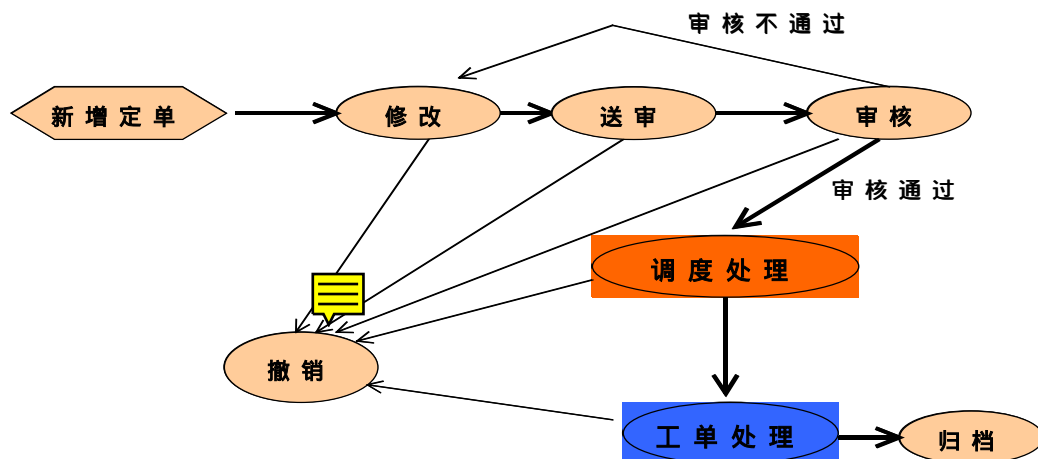 审核不通过
新增定单
修改
送审
审核
审核通过
调度处理
撤销
工单处理
归档